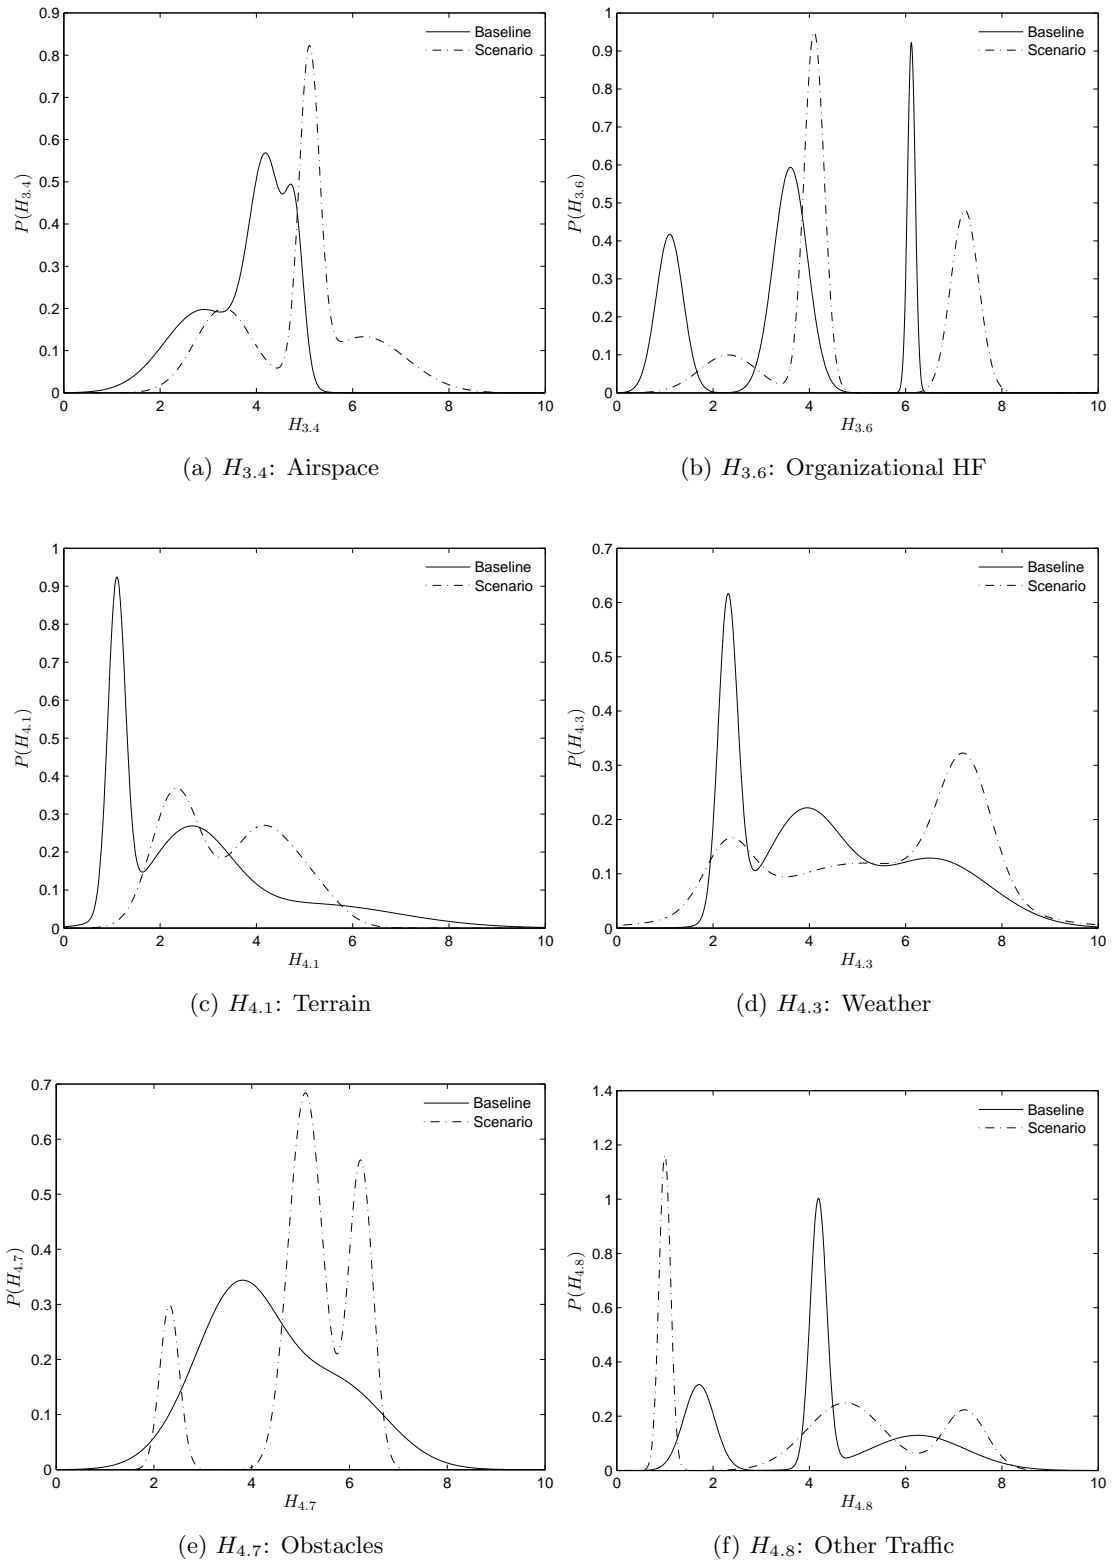 0.9
0.8
0.7
0.6
0.5
0.4
0.3
0.2
0.1
0
0 2 4 6 8 10
P(H3.4)
H3.4
Baseline
Scenario
(a) H3.4: Airspace
1
0.9
0.8
0.7
0.6
0.5
0.4
0.3
0.2
0.1
0
0 2 4 6 8 10
P(H3.6)
H3.6
Baseline
Scenario
(b) H3.6: Organizational HF
1
0.9
0.8
0.7
0.6
0.5
0.4
0.3
0.2
0.1
0
0 2 4 6 8 10
P(H4.1)
H4.1
Baseline
Scenario
(c) H4.1: Terrain
0.7
0.6
0.5
0.4
0.3
0.2
0.1
0
0 2 4 6 8 10
P(H4.3)
H4.3
Baseline
Scenario
(d) H4.3: Weather
0.7
0.6
0.5
0.4
0.3
0.2
0.1
0
0 2 4 6 8 10
P(H4.7)
H4.7
Baseline
Scenario
(e) H4.7: Obstacles
1.4
1.2
1
0.8
0.6
0.4
0.2
0
0 2 4 6 8 10
P(H4.8)
H4.8
Baseline
Scenario
(f) H4.8: Other Traffic